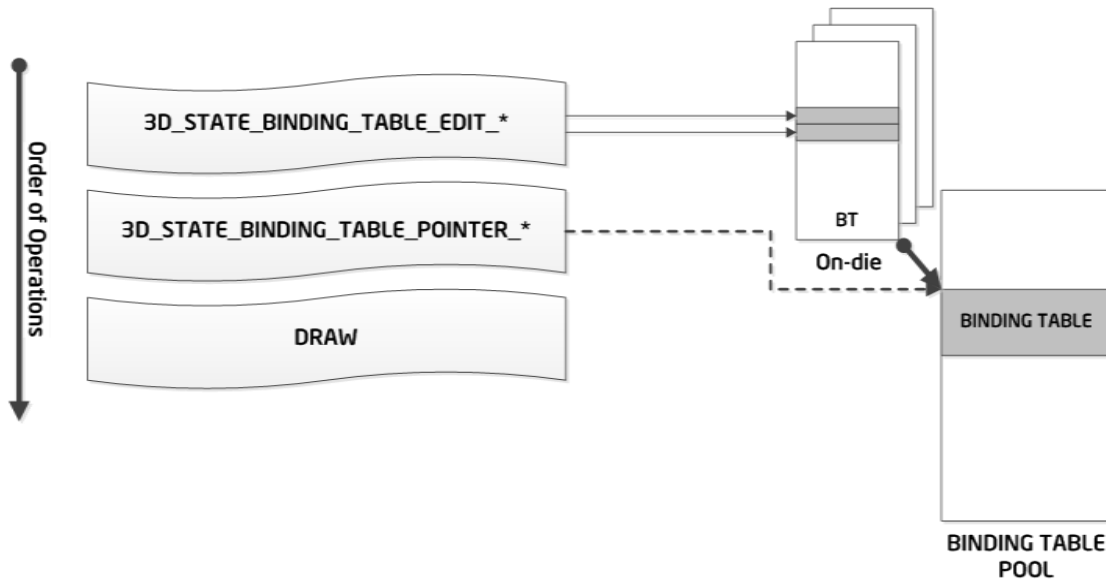 Order of Operations
3D_STATE_BINDING_TABLE_EDIT_*
3D_STATE_BINDING_TABLE_POINTER_*
DRAW
BT
On-die
BINDING TABLE
BINDING TABLE
POOL